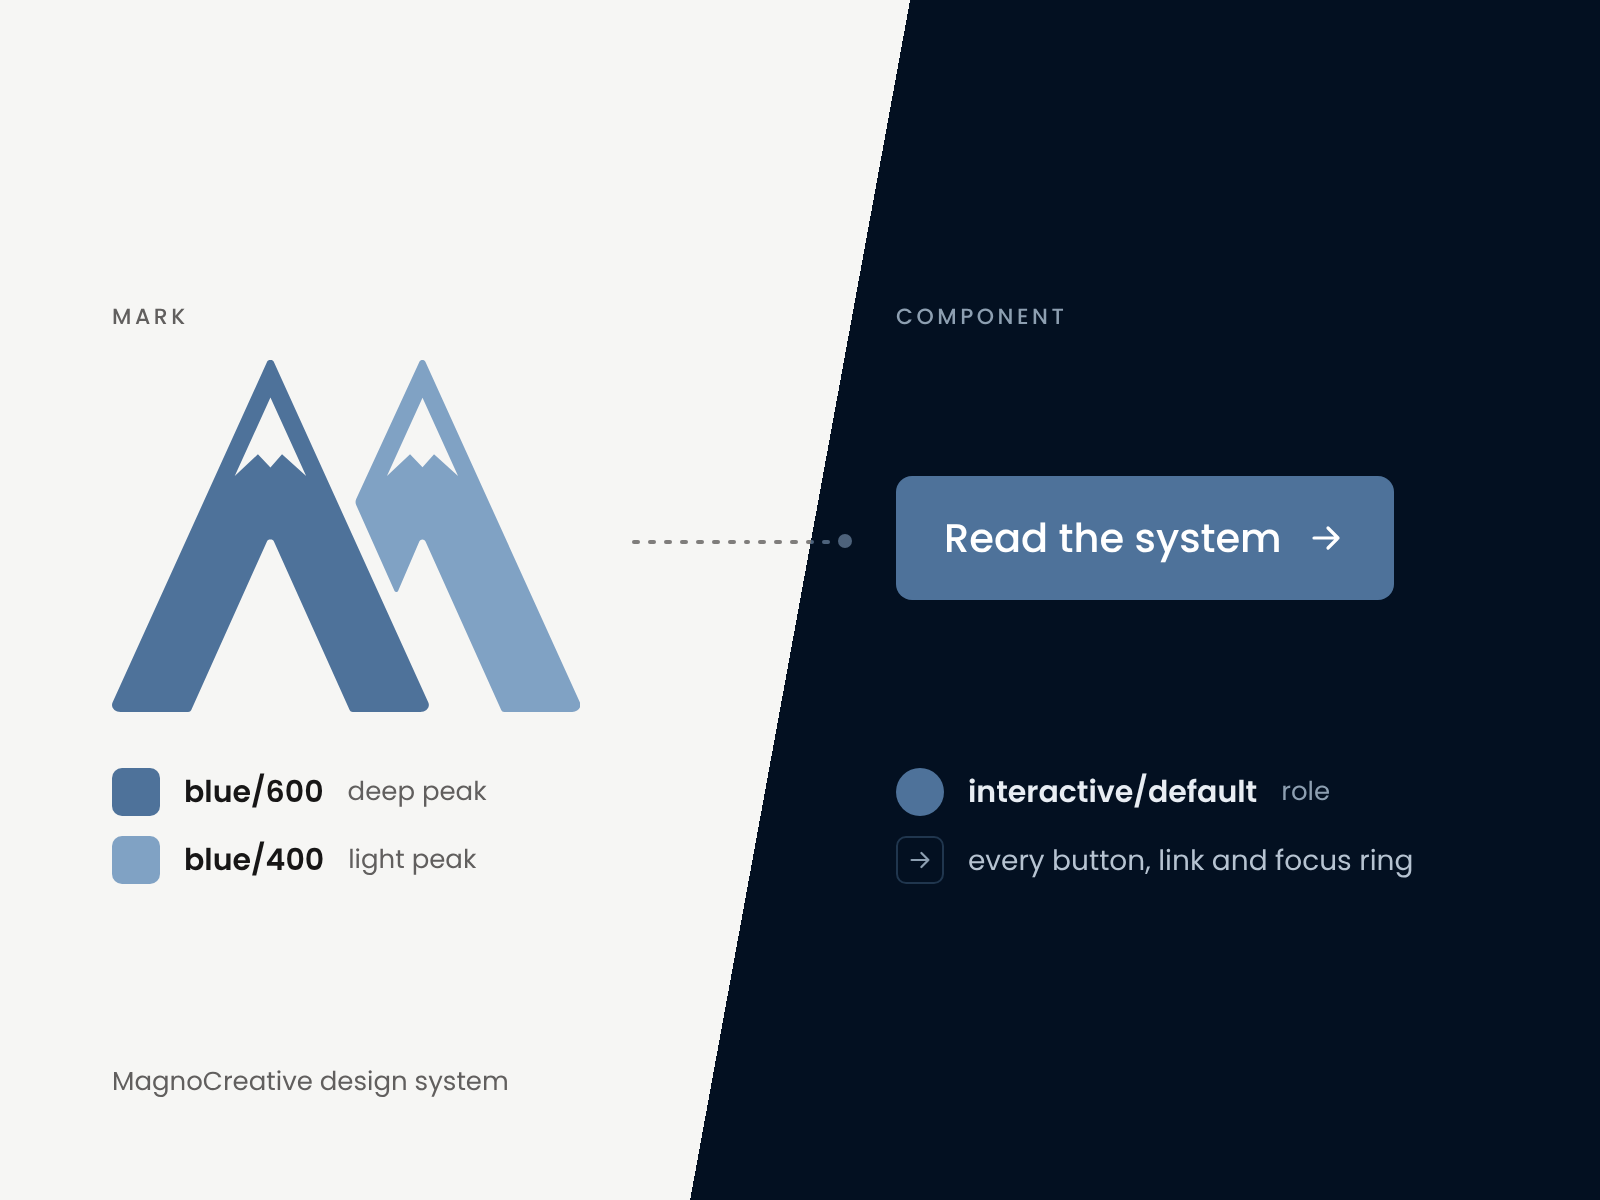 MARK
blue/600 deep peak
blue/400 light peak
MagnoCreative design system
COMPONENT
Read the system →
interactive/default role
→ every button, link and focus ring